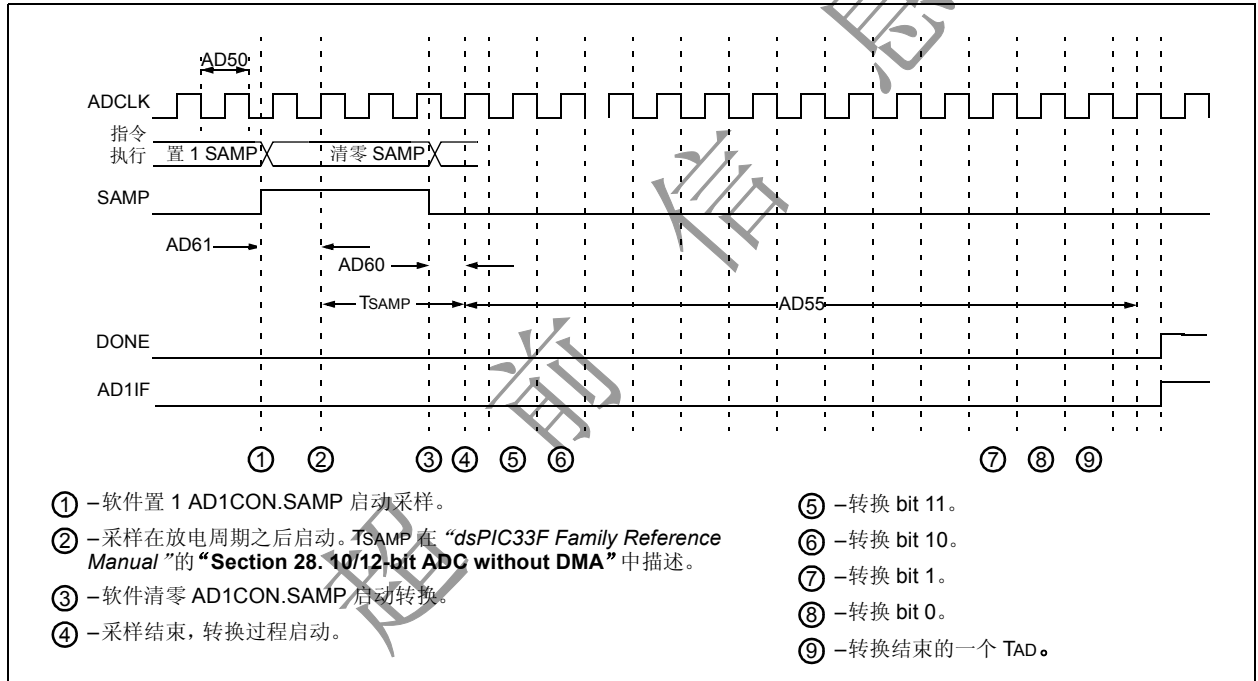 AD50
ADCLK
指令
执行
置 1 SAMP
清零 SAMP
SAMP
AD61
AD60
TSAMP
AD55
DONE
AD1IF
① ② ③ ④ ⑤ ⑥ ⑦ ⑧ ⑨
① –软件置 1 AD1CON.SAMP 启动采样。
② –采样在放电周期之后启动。TSAMP 在 “dsPIC33F Family Reference
Manual ”的“Section 28. 10/12-bit ADC without DMA”中描述。
③ –软件清零 AD1CON.SAMP 启动转换。
④ –采样结束，转换过程启动。
⑤ –转换 bit 11。
⑥ –转换 bit 10。
⑦ –转换 bit 1。
⑧ –转换 bit 0。
⑨ –转换结束的一个 TAD。
超前信息